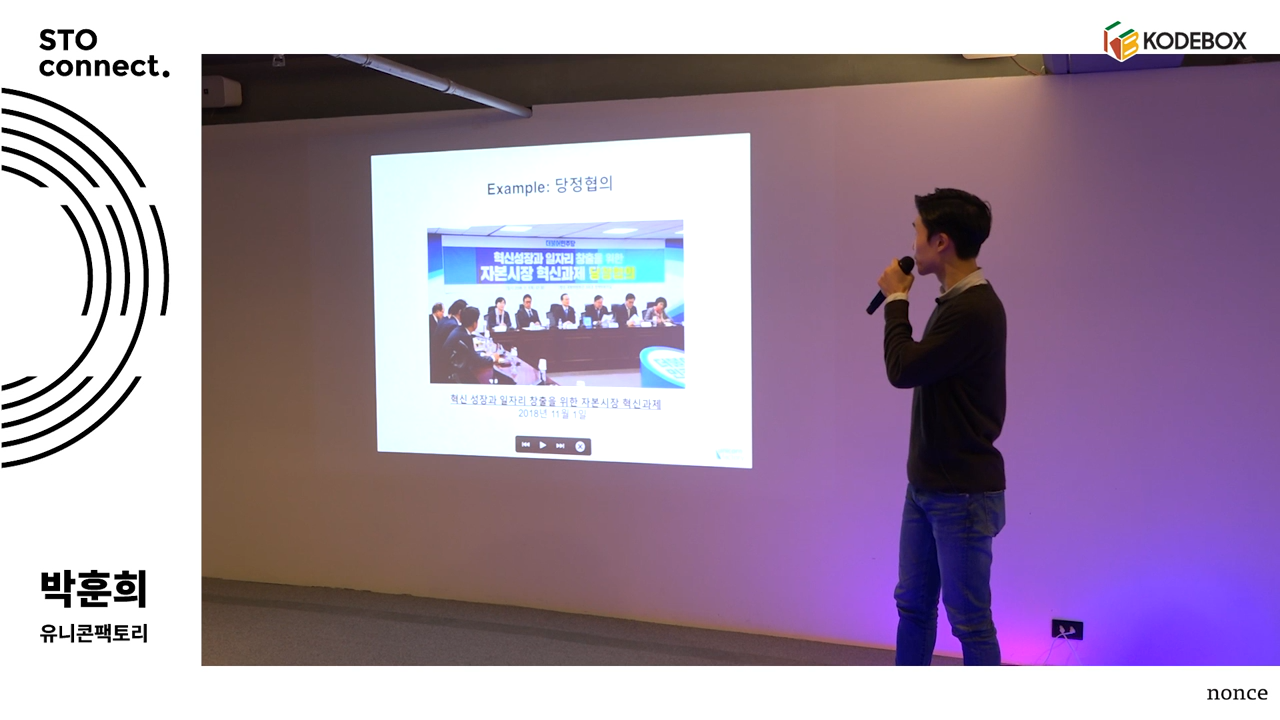 STO
connect.
KODEBOX
Example: 당정협의
더불어민주당
혁신성장과 일자리 창출을 위한
자본시장 혁신과제 당정협의
혁신 성장과 일자리 창출을 위한 자본시장 혁신과제
2018년 11월 1일
박훈희
유니콘팩토리
nonce